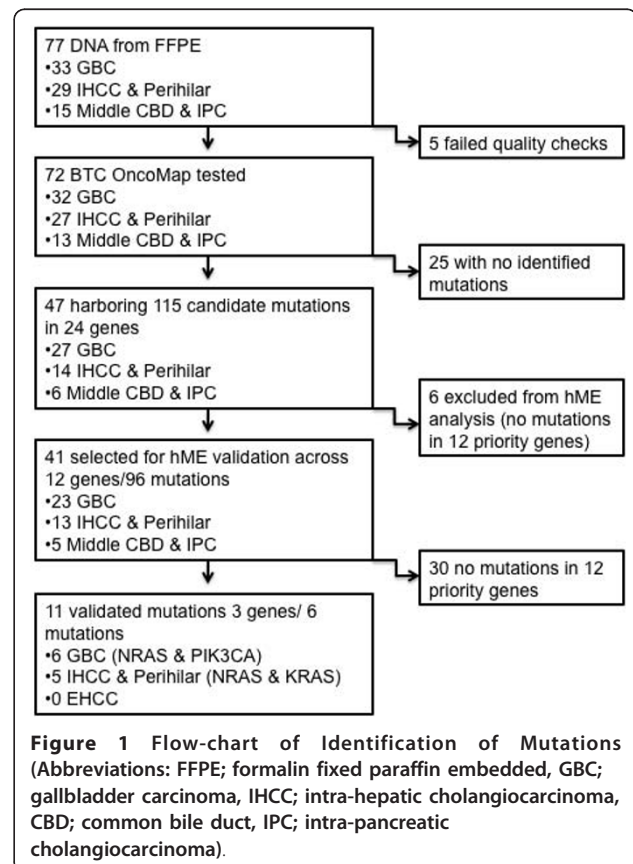 77 DNA from FFPE
•33 GBC
•29 IHCC & Perihilar
•15 Middle CBD & IPC
5 failed quality checks
72 BTC OncoMap tested
•32 GBC
•27 IHCC & Perihilar
•13 Middle CBD & IPC
25 with no identified
mutations
47 harboring 115 candidate mutations
in 24 genes
•27 GBC
•14 IHCC & Perihilar
•6 Middle CBD & IPC
6 excluded from hME
analysis (no mutations
in 12 priority genes)
41 selected for hME validation across
12 genes/96 mutations
•23 GBC
•13 IHCC & Perihilar
•5 Middle CBD & IPC
30 no mutations in 12
priority genes
11 validated mutations 3 genes/ 6
mutations
•6 GBC (NRAS & PIK3CA)
•5 IHCC & Perihilar (NRAS & KRAS)
•0 EHCC
Figure 1 Flow-chart of Identification of Mutations
(Abbreviations: FFPE; formalin fixed paraffin embedded, GBC;
gallbladder carcinoma, IHCC; intra-hepatic cholangiocarcinoma,
CBD; common bile duct, IPC; intra-pancreatic
cholangiocarcinoma).